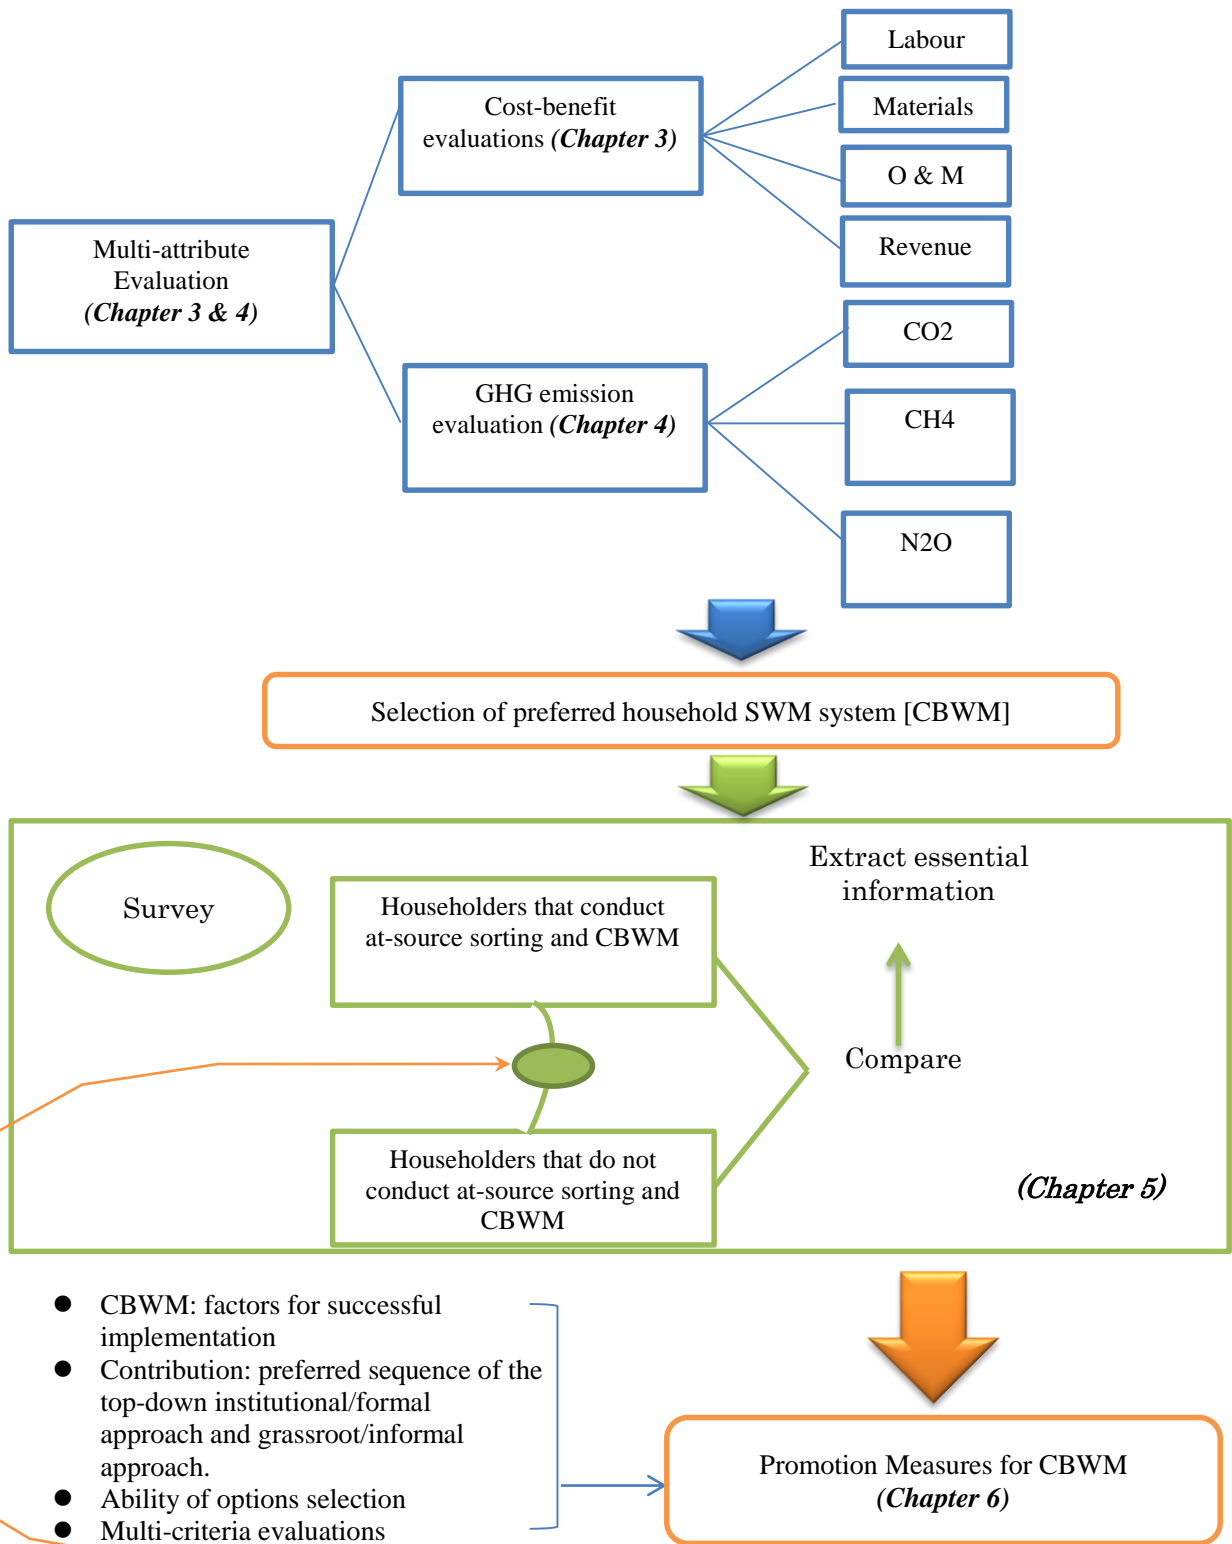 Labour
Cost-benefit
evaluations (Chapter 3)
Materials
O & M
Revenue
Multi-attribute
Evaluation
(Chapter 3 & 4)
CO2
GHG emission
evaluation (Chapter 4)
CH4
N2O
Selection of preferred household SWM system [CBWM]
Survey
Householders that conduct
at-source sorting and CBWM
Extract essential
information
Compare
Householders that do not
conduct at-source sorting and
CBWM
(Chapter 5)
● CBWM: factors for successful
implementation
● Contribution: preferred sequence of the
top-down institutional/formal
approach and grassroot/informal
approach.
● Ability of options selection
● Multi-criteria evaluations
Promotion Measures for CBWM
(Chapter 6)